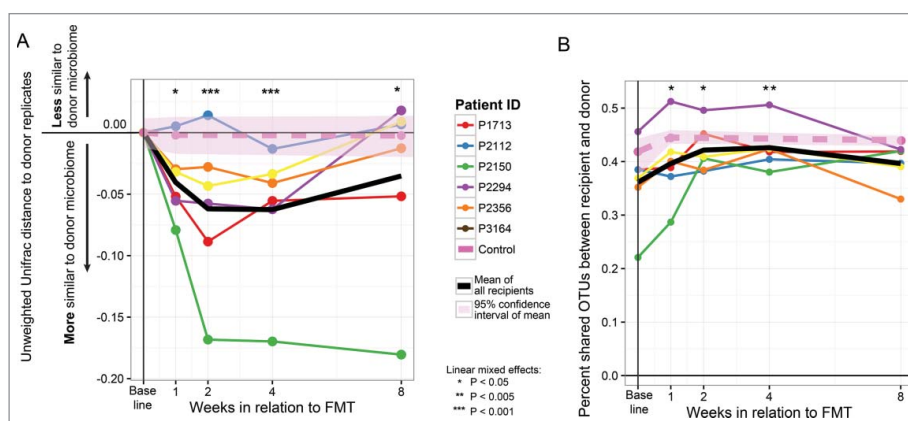 A
B
Less similar to
donor microbiome
More similar to donor microbiome
Unweighted Unifrac distance to donor replicates
* *** *** *
0.00
-0.05
-0.10
-0.15
-0.20
Base
line
1 2 4 8
Weeks in relation to FMT
Patient ID
P1713
P2112
P2150
P2294
P2356
P3164
Control
Mean of
all recipients
95% confidence
interval of mean
Linear mixed effects:
* P < 0.05
** P < 0.005
*** P < 0.001
Percent shared OTUs between recipient and donor
* * **
0.5
0.4
0.3
0.2
0.1
0.0
Base
line
1 2 4 8
Weeks in relation to FMT